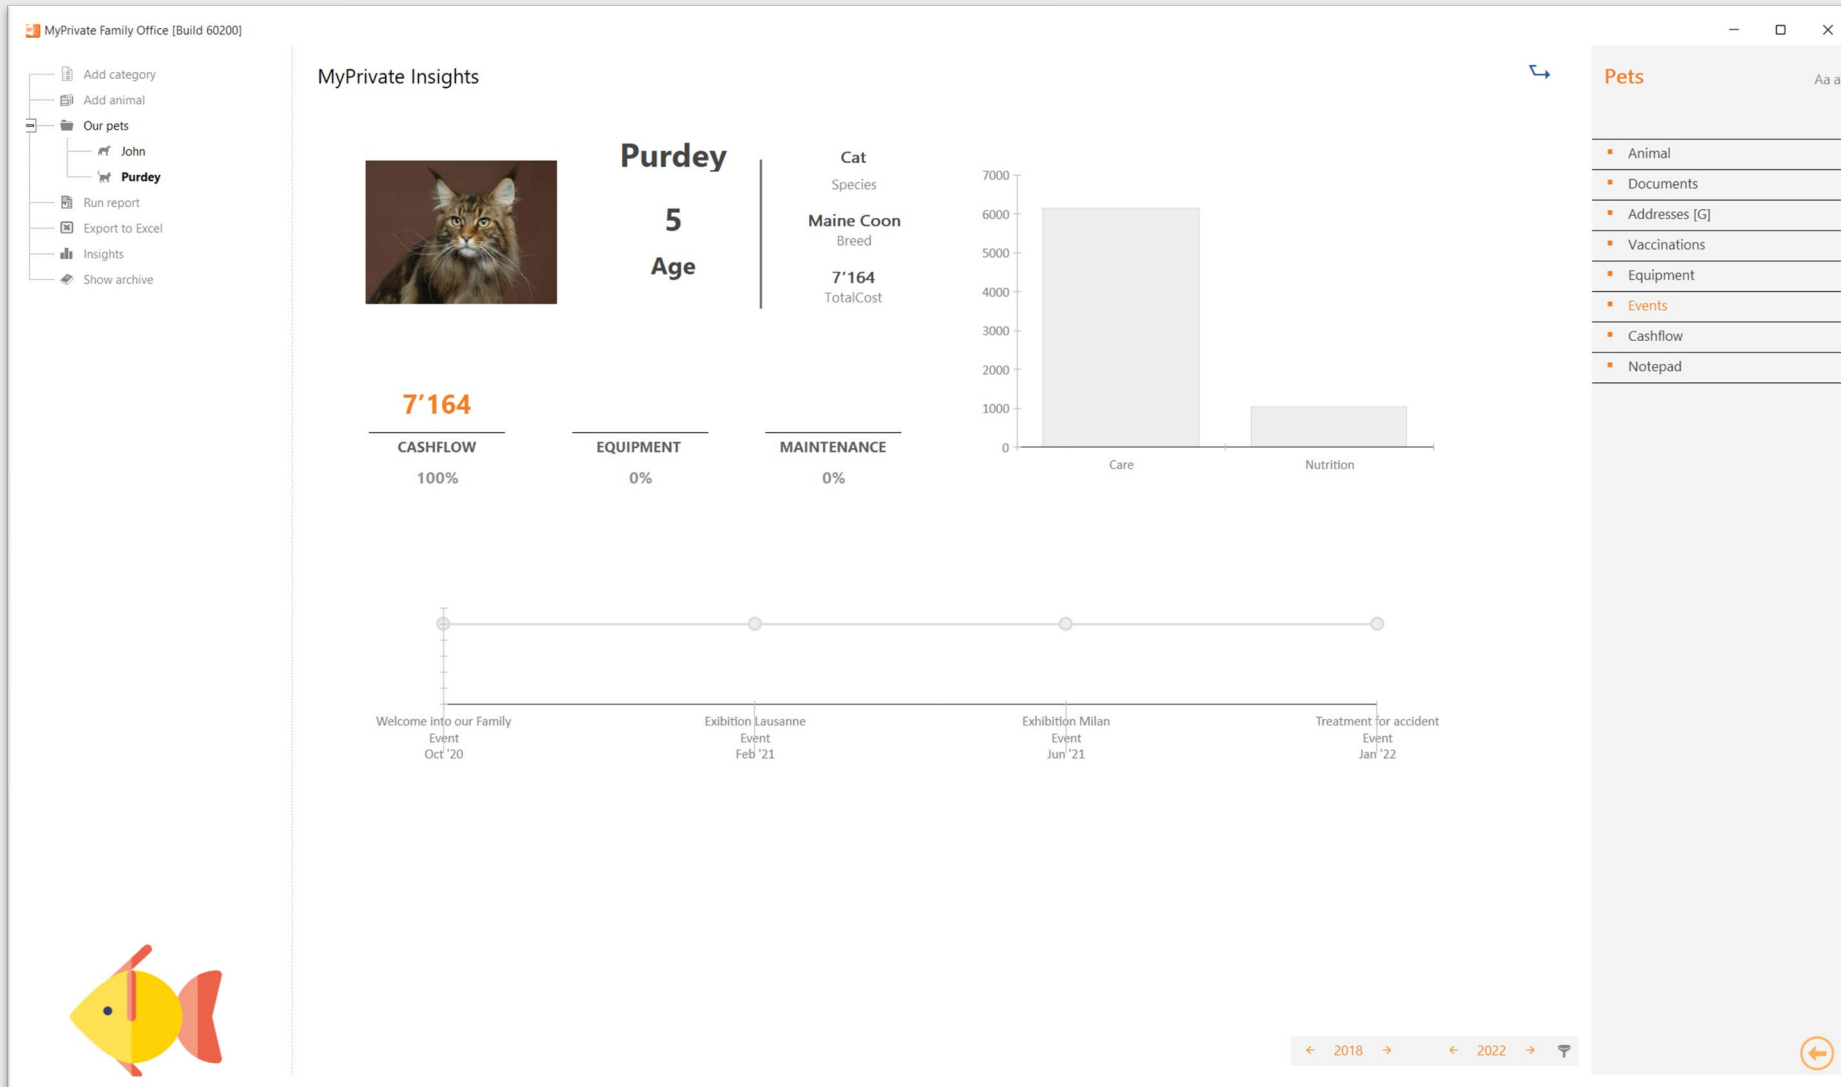 MyPrivate Family Office [Build 60200]
Add category
Add animal
Our pets
John
Purdey
Run report
Export to Excel
Insights
Show archive
MyPrivate Insights
Purdey
5
Age
Cat
Species
Maine Coon
Breed
7’164
TotalCost
7000
6000
5000
4000
3000
2000
1000
0
Care
Nutrition
7’164
CASHFLOW
100%
EQUIPMENT
0%
MAINTENANCE
0%
Welcome into our Family
Event
Oct '20
Exibition Lausanne
Event
Feb '21
Exhibition Milan
Event
Jun '21
Treatment for accident
Event
Jan '22
2018
2022
Pets
Aa a
Animal
Documents
Addresses [G]
Vaccinations
Equipment
Events
Cashflow
Notepad